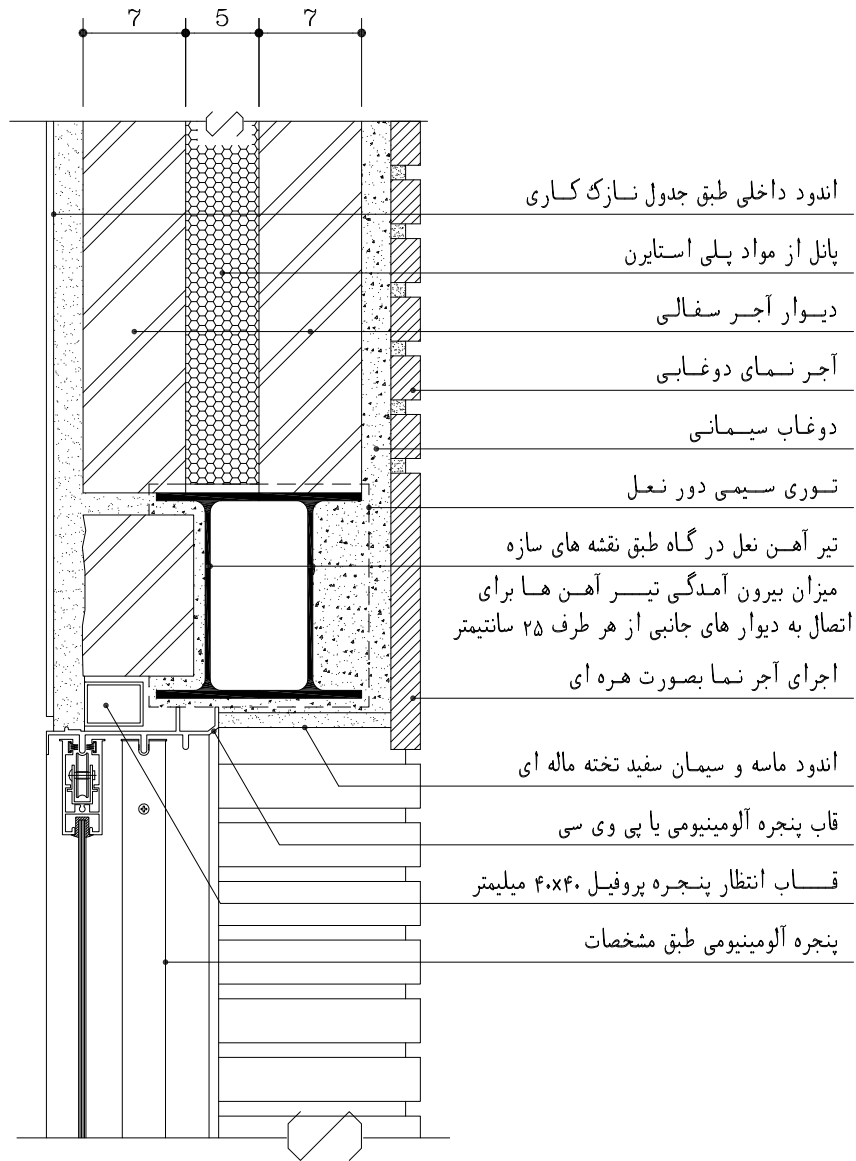 7 5 7
اندود داخلی طبق جدول نازک کاری
پانل از مواد پلی استایرن
دیوار آجر سفالی
آجر نمای دوغابی
دوغاب سیمانی
توری سیمی دور نعل
تیر آهن نعل در گاه طبق نقشه های سازه
میزان بیرون آمدگی تیر آهن ها برای
اتصال به دیوار های جانبی از هر طرف ۲۵ سانتیمتر
اجرای آجر نما بصورت هره ای
اندود ماسه و سیمان سفید تخته ماله ای
قاب پنجره آلومینیومی یا پی وی سی
قاب انتظار پنجره پروفیل ۴۰x۴۰ میلیمتر
پنجره آلومینیومی طبق مشخصات